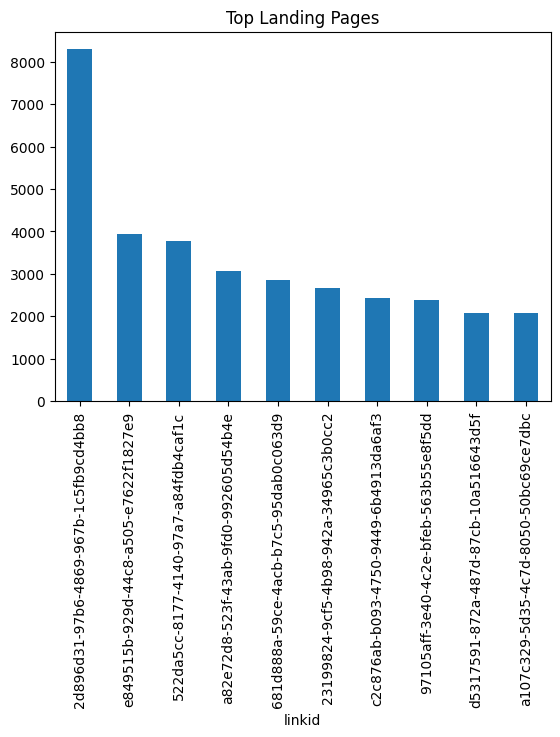 Top Landing Pages
8000
7000
6000
5000
4000
3000
2000
1000
0
2d896d31-97b6-4869-967b-1c5fb9cd4bb8
e849515b-929d-44c8-a505-e7622f1827e9
522da5cc-8177-4140-97a7-a84fdb4caf1c
a82e72d8-523f-43ab-9fd0-992605d54b4e
681d888a-59ce-4acb-b7c5-95dab0c063d9
23199824-9cf5-4b98-942a-34965c3b0cc2
c2c876ab-b093-4750-9449-6b4913da6af3
97105aff-3e40-4c2e-bfeb-563b55e8f5dd
d5317591-872a-487d-87cb-10a516643d5f
a107c329-5d35-4c7d-8050-50bc69ce7dbc
linkid